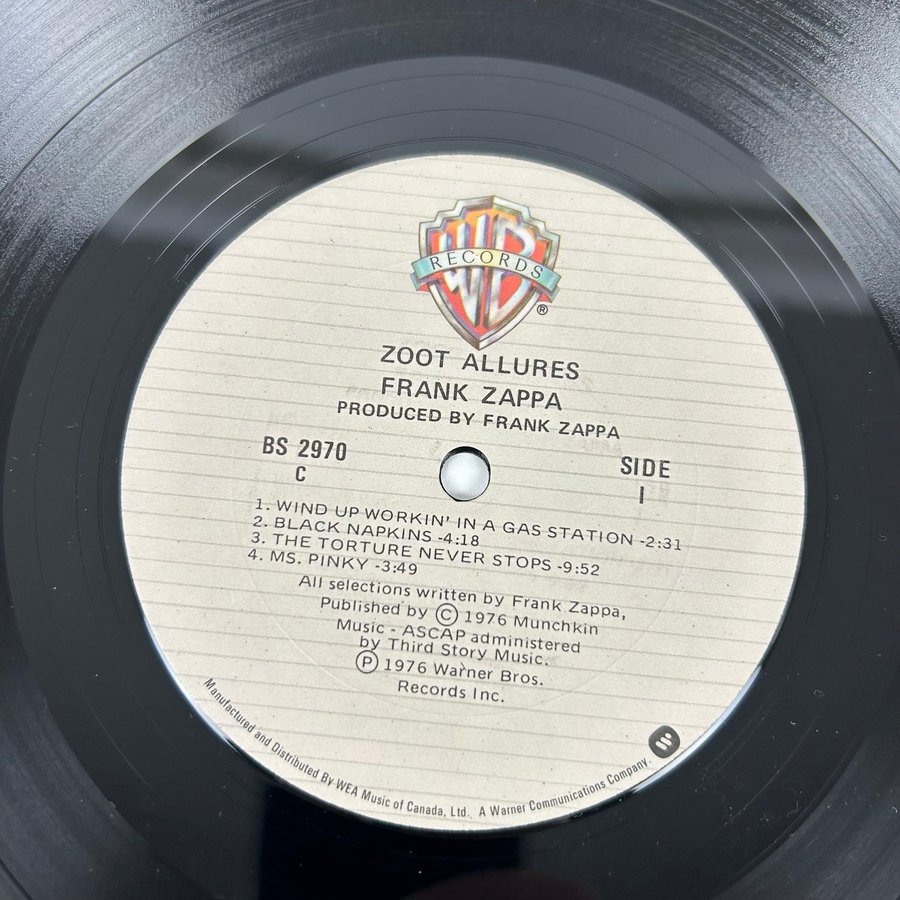 WB
RECORDS
®
ZOOT ALLURES
FRANK ZAPPA
PRODUCED BY FRANK ZAPPA
BS 2970
C
SIDE
I
1. WIND UP WORKIN' IN A GAS STATION -2:31
2. BLACK NAPKINS -4:18
3. THE TORTURE NEVER STOPS -9:52
4. MS. PINKY -3:49
All selections written by Frank Zappa,
Published by © 1976 Munchkin
Music - ASCAP administered
by Third Story Music.
℗ 1976 Warner Bros.
Records Inc.
Manufactured and Distributed By WEA Music of Canada, Ltd., A Warner Communications Company.